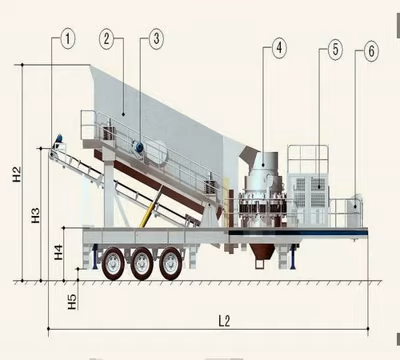 ① ② ③ ④ ⑤ ⑥
H2
H3
H4
H5
L2